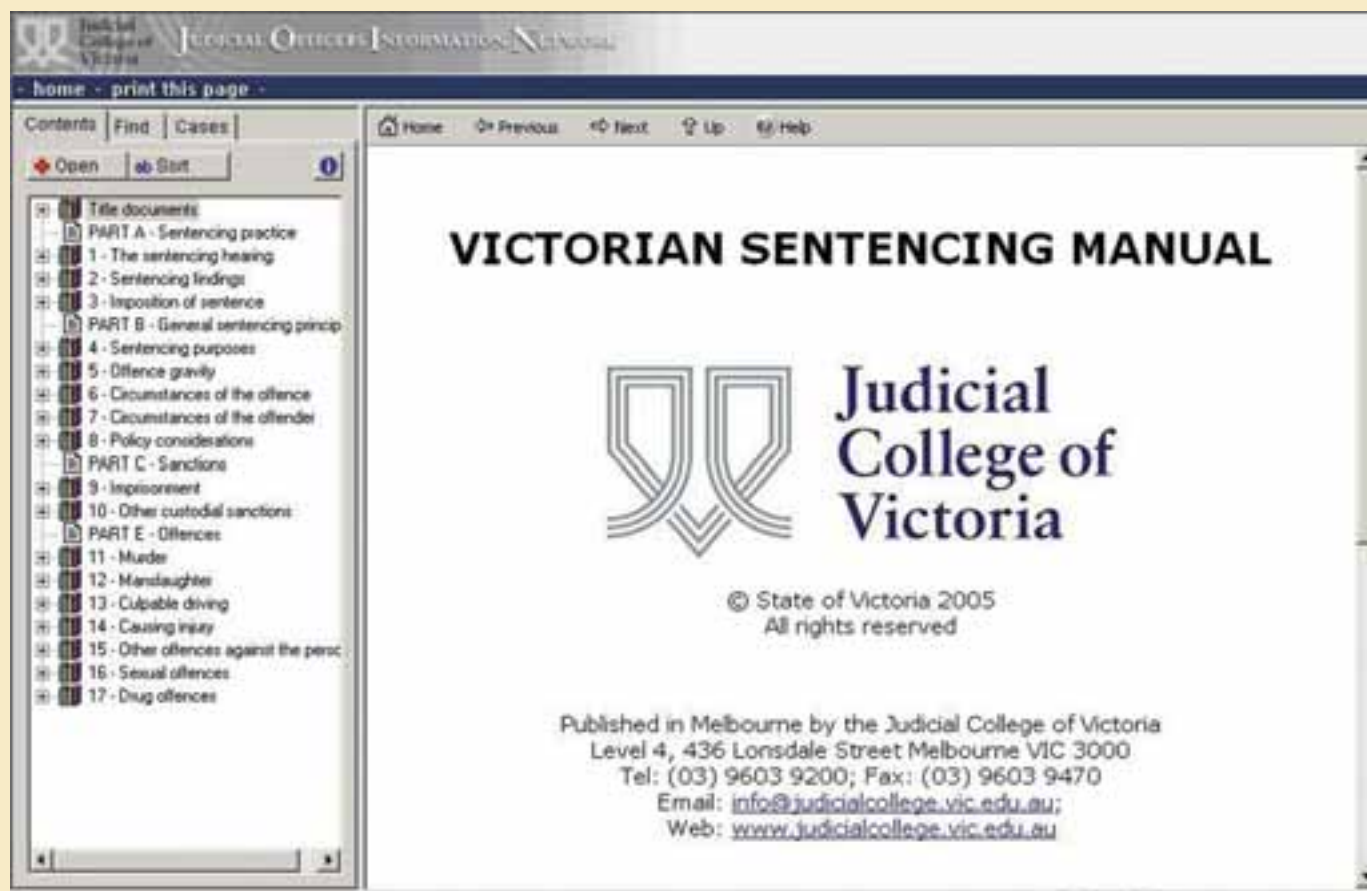 Judicial
College of
Victoria
JUDICIAL OFFICERS INFORMATION NETWORK
- home - print this page -
Contents Find Cases
Open ab Sort
Title documents
PART A - Sentencing practice
1 - The sentencing hearing
2 - Sentencing findings
3 - Imposition of sentence
PART B - General sentencing princip
4 - Sentencing purposes
5 - Offence gravity
6 - Circumstances of the offence
7 - Circumstances of the offender
8 - Policy considerations
PART C - Sanctions
9 - Imprisonment
10 - Other custodial sanctions
PART E - Offences
11 - Murder
12 - Manslaughter
13 - Culpable driving
14 - Causing injury
15 - Other offences against the perso
16 - Sexual offences
17 - Drug offences
Home Previous Next Up Help
VICTORIAN SENTENCING MANUAL
Judicial
College of
Victoria
© State of Victoria 2005
All rights reserved
Published in Melbourne by the Judicial College of Victoria
Level 4, 436 Lonsdale Street Melbourne VIC 3000
Tel: (03) 9603 9200; Fax: (03) 9603 9470
Email: info@judicialcollege.vic.edu.au;
Web: www.judicialcollege.vic.edu.au